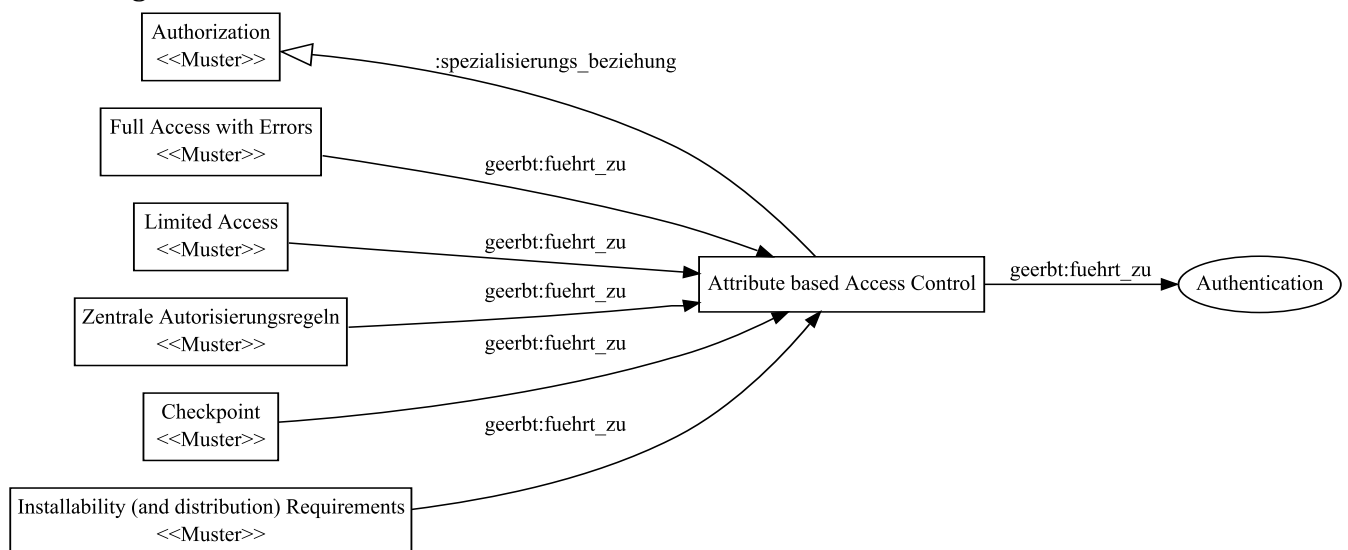 Authorization
<<Muster>>
:spezialisierungs_beziehung
Full Access with Errors
<<Muster>>
geerbt:fuehrt_zu
Limited Access
<<Muster>>
geerbt:fuehrt_zu
Attribute based Access Control
geerbt:fuehrt_zu
Authentication
Zentrale Autorisierungsregeln
<<Muster>>
geerbt:fuehrt_zu
Checkpoint
<<Muster>>
geerbt:fuehrt_zu
Installability (and distribution) Requirements
<<Muster>>
geerbt:fuehrt_zu